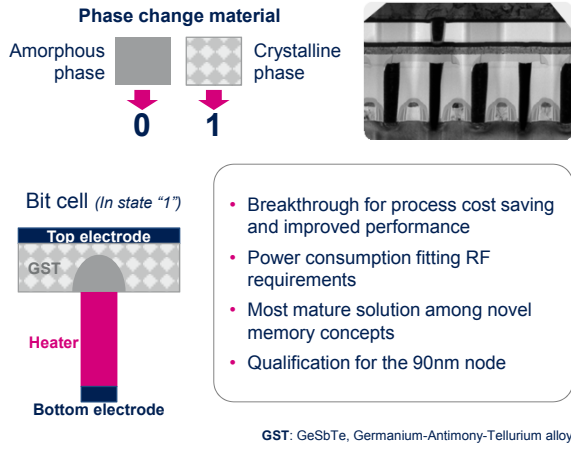 Phase change material
Amorphous
phase
Crystalline
phase
0
1
Bit cell (In state “1”)
Top electrode
GST
Heater
Bottom electrode
• Breakthrough for process cost saving
and improved performance
• Power consumption fitting RF
requirements
• Most mature solution among novel
memory concepts
• Qualification for the 90nm node
GST: GeSbTe, Germanium-Antimony-Tellurium alloy